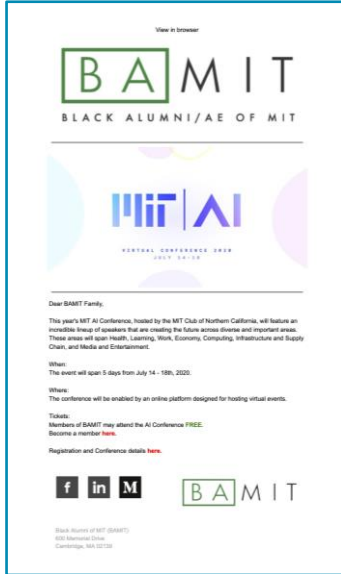 View in browser
BAMIT
BLACK ALUMNI/AE OF MIT
MIT AI
VIRTUAL CONFERENCE 2020
JULY 14-18
Dear BAMIT Family,
This year's MIT AI Conference, hosted by the MIT Club of Northern California, will feature an
incredible lineup of speakers that are creating the future across diverse and important areas.
These areas will span Health, Learning, Work, Economy, Computing, Infrastructure and Supply
Chain, and Media and Entertainment.
When:
The event will span 5 days from July 14 - 18th, 2020.
Where:
The conference will be enabled by an online platform designed for hosting virtual events.
Tickets:
Members of BAMIT may attend the AI Conference FREE.
Become a member here.
Registration and Conference details here.
f in M
BAMIT
Black Alumni of MIT (BAMIT)
600 Memorial Drive
Cambridge, MA 02139